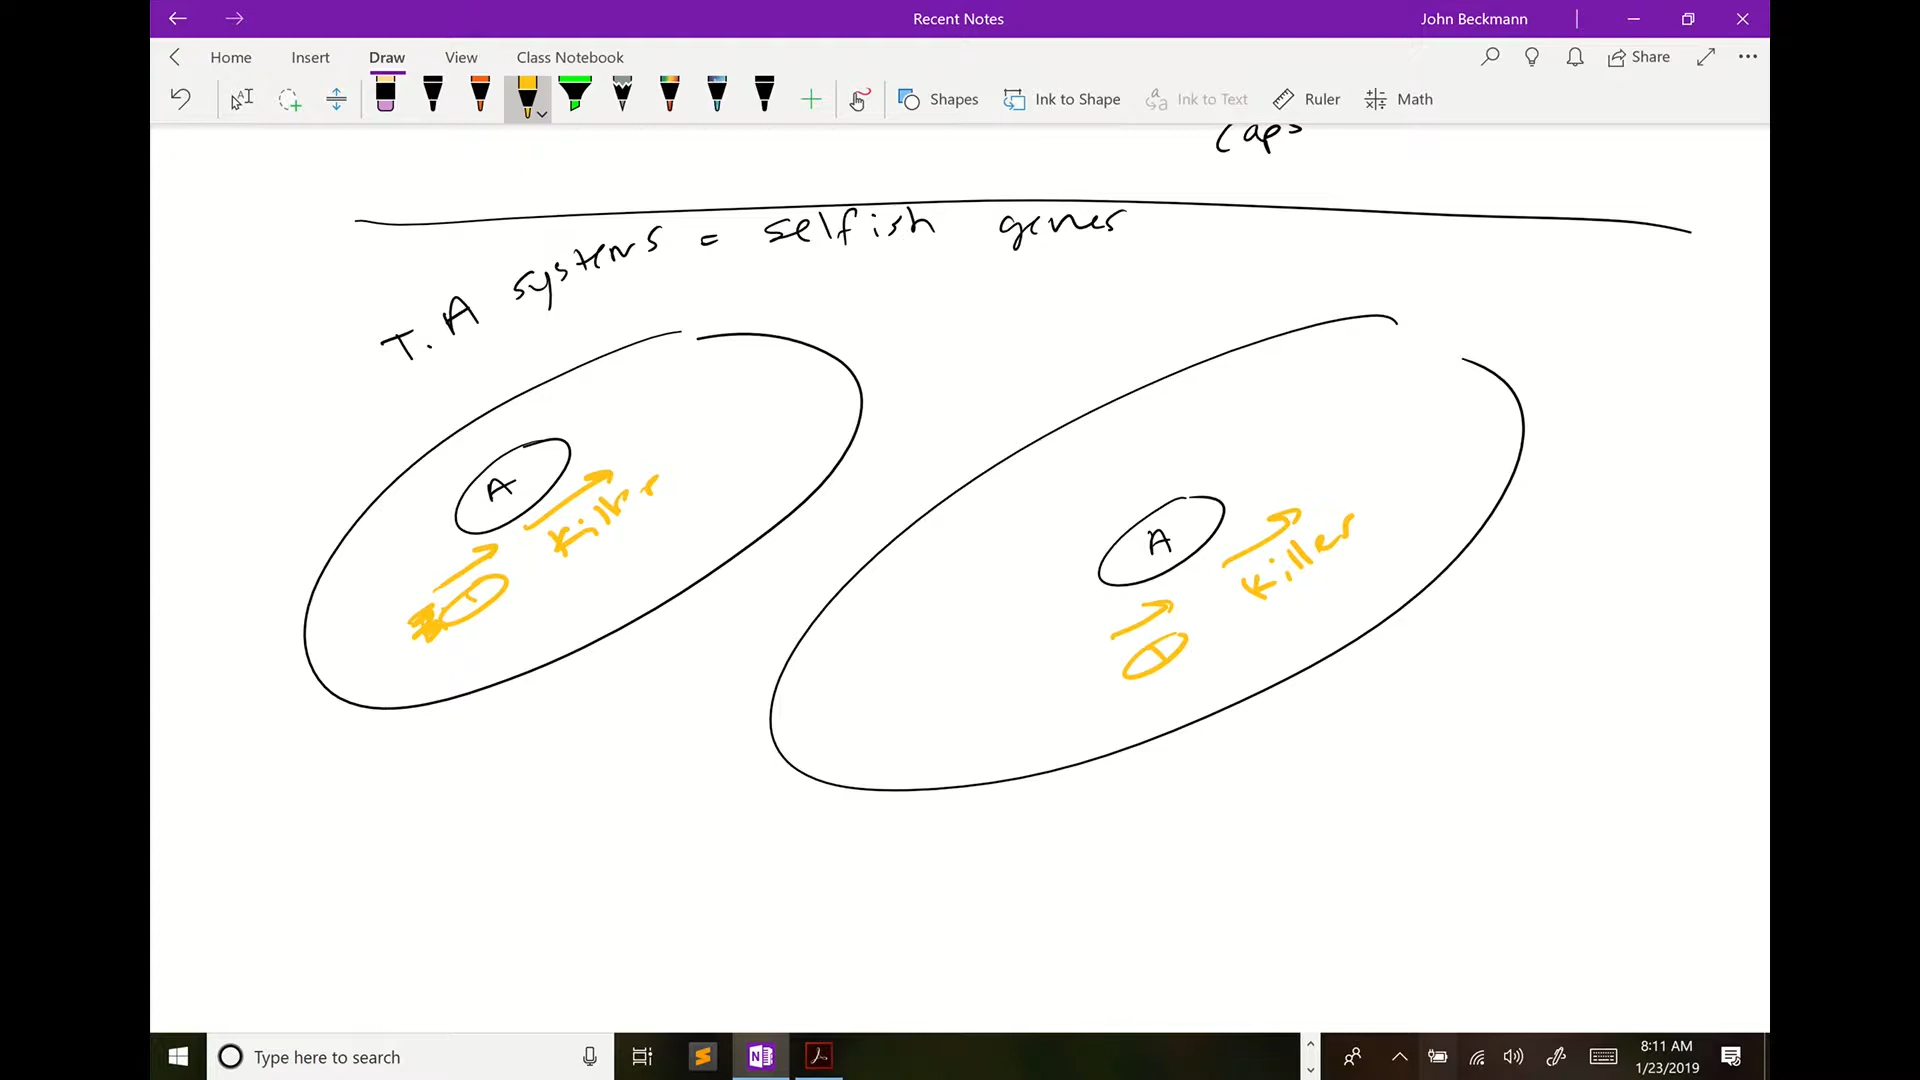 Recent Notes
John Beckmann
Home Insert Draw View Class Notebook
Share
Shapes Ink to Shape Ink to Text Ruler Math
Caps
T.A systems = selfish genes
A
Killer
A
Killer
Type here to search
8:11 AM
1/23/2019